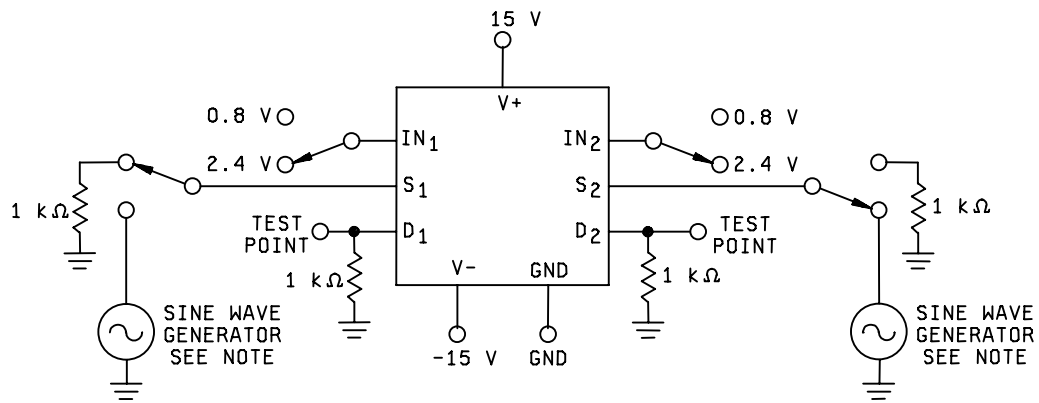 15 V
V+
0.8 V
0.8 V
IN1
IN2
2.4 V
2.4 V
S1
S2
1 kΩ
1 kΩ
TEST
POINT
D1
D2
TEST
POINT
1 kΩ
V-
GND
1 kΩ
SINE WAVE
GENERATOR
SEE NOTE
-15 V
GND
SINE WAVE
GENERATOR
SEE NOTE